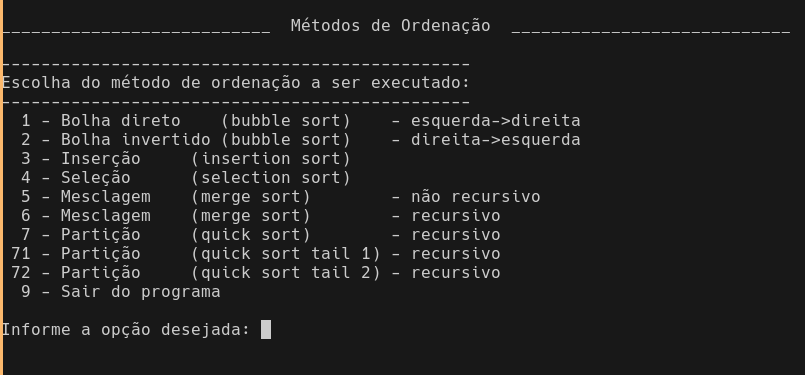 ___________________________  Métodos de Ordenação  ____________________________
-----------------------------------------------
Escolha do método de ordenação a ser executado:
-----------------------------------------------
  1 - Bolha direto    (bubble sort)    - esquerda->direita
  2 - Bolha invertido (bubble sort)    - direita->esquerda
  3 - Inserção     (insertion sort)
  4 - Seleção      (selection sort)
  5 - Mesclagem    (merge sort)        - não recursivo
  6 - Mesclagem    (merge sort)        - recursivo
  7 - Partição     (quick sort)        - recursivo
 71 - Partição     (quick sort tail 1) - recursivo
 72 - Partição     (quick sort tail 2) - recursivo
  9 - Sair do programa
Informe a opção desejada: